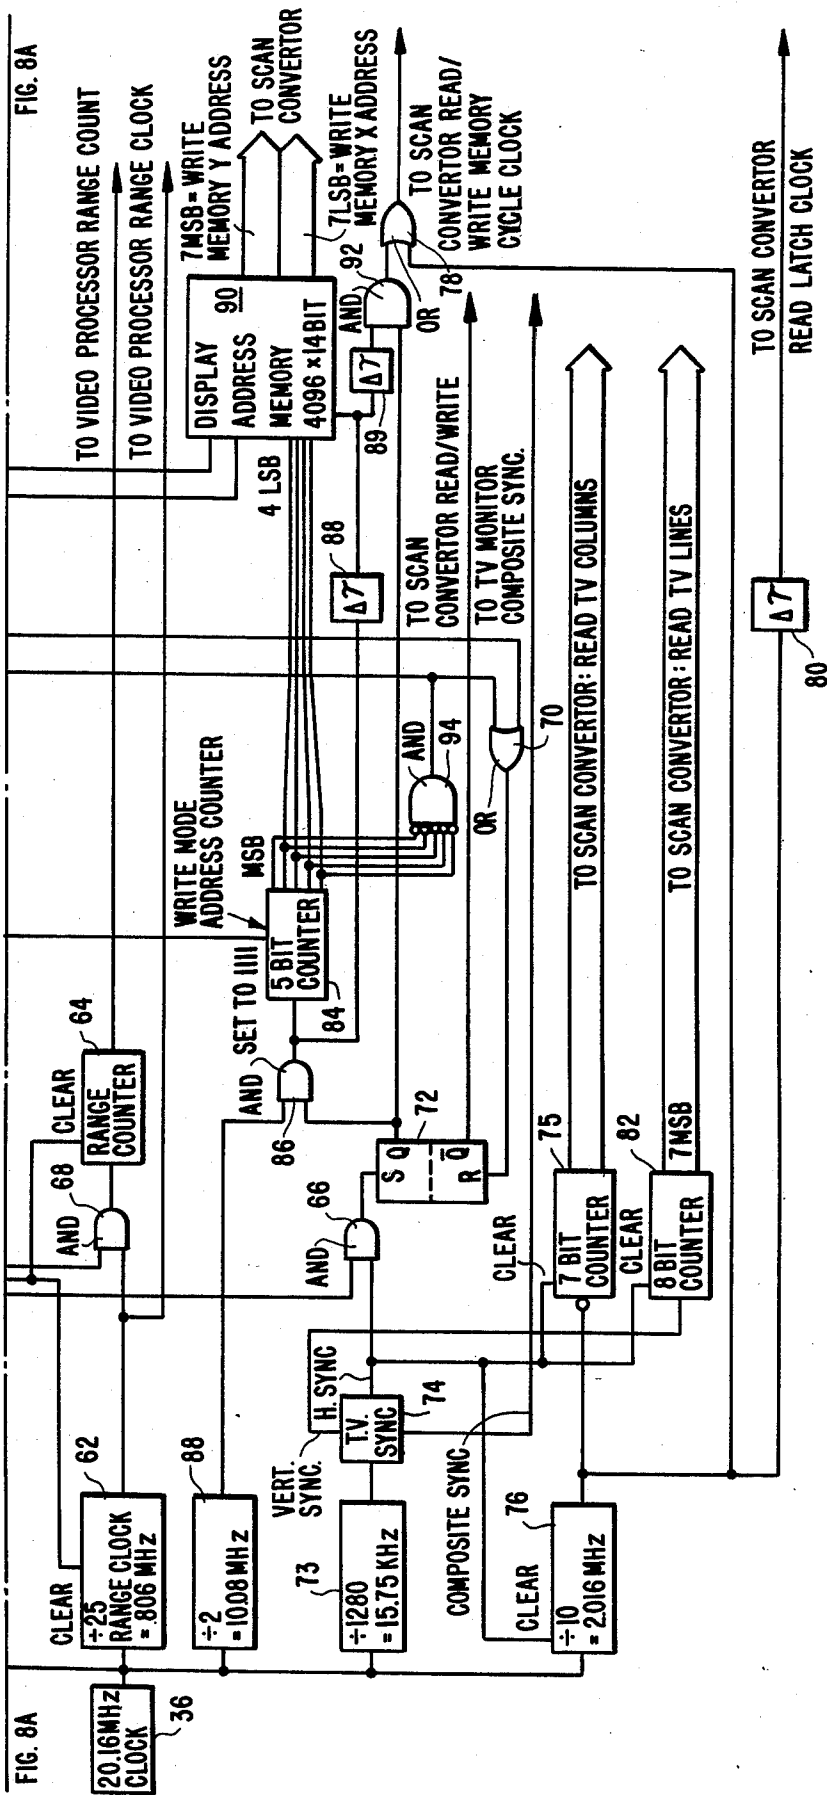 FIG. 8A
FIG. 8A
20.16MHZ
CLOCK
36
CLEAR
÷25
RANGE CLOCK
= .806 MHZ
62
AND
68
CLEAR
RANGE
COUNTER
64
TO VIDEO PROCESSOR RANGE COUNT
TO VIDEO PROCESSOR RANGE CLOCK
÷2
= 10.08 MHZ
88
AND
86
SET TO 1111
WRITE MODE
ADDRESS COUNTER
5 BIT
COUNTER
84
MSB
4 LSB
DISPLAY
ADDRESS
MEMORY
4096 x 14 BIT
90
7MSB = WRITE
MEMORY Y ADDRESS
TO SCAN
CONVERTOR
7LSB = WRITE
MEMORY X ADDRESS
Δτ
88
Δτ
89
AND
92
OR
78
TO SCAN
CONVERTOR READ/
WRITE MEMORY
CYCLE CLOCK
÷1280
= 15.75 KHZ
73
VERT.
SYNC.
H. SYNC
T.V.
SYNC
74
AND
66
S Q
R Q̅
72
AND
94
OR
70
TO SCAN
CONVERTOR READ/WRITE
TO TV MONITOR
COMPOSITE SYNC.
COMPOSITE SYNC
CLEAR
÷10
= 2.016 MHZ
76
CLEAR
7 BIT
COUNTER
75
TO SCAN CONVERTOR: READ TV COLUMNS
CLEAR
8 BIT
COUNTER
82
7MSB
TO SCAN CONVERTOR: READ TV LINES
Δτ
80
TO SCAN CONVERTOR
READ LATCH CLOCK